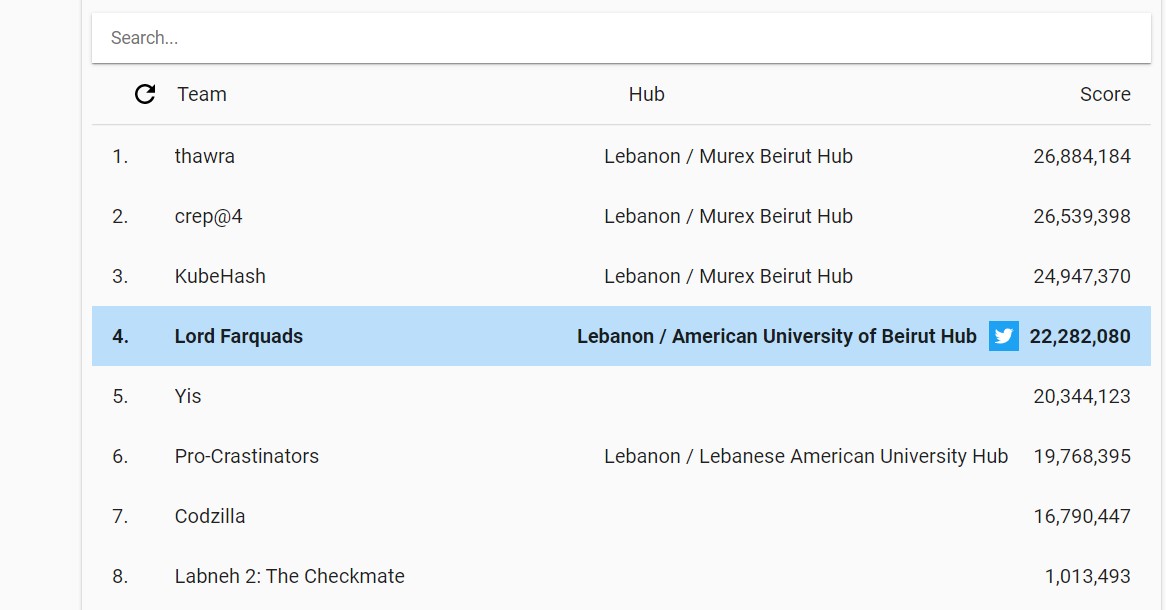 Search...
Team Hub Score
1. thawra Lebanon / Murex Beirut Hub 26,884,184
2. crep@4 Lebanon / Murex Beirut Hub 26,539,398
3. KubeHash Lebanon / Murex Beirut Hub 24,947,370
4. Lord Farquads Lebanon / American University of Beirut Hub 22,282,080
5. Yis 20,344,123
6. Pro-Crastinators Lebanon / Lebanese American University Hub 19,768,395
7. Codzilla 16,790,447
8. Labneh 2: The Checkmate 1,013,493